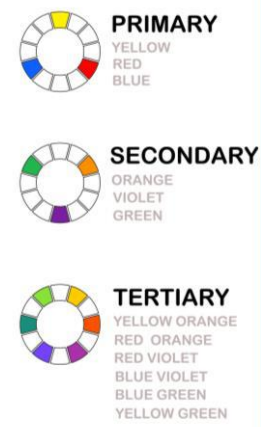 PRIMARY
YELLOW
RED
BLUE
SECONDARY
ORANGE
VIOLET
GREEN
TERTIARY
YELLOW ORANGE
RED ORANGE
RED VIOLET
BLUE VIOLET
BLUE GREEN
YELLOW GREEN